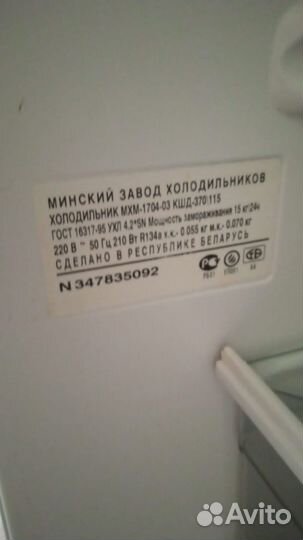 МИНСКИЙ ЗАВОД ХОЛОДИЛЬНИКОВ
ХОЛОДИЛЬНИК МХМ-1704-03 КШД-370\115
ГОСТ 16317-95 УХЛ 4.2*SN Мощность замораживания 15 кг\24ч
220 В ~ 50 Гц 210 Вт R134a х.к.- 0.055 кг м.к.- 0.070 кг
СДЕЛАНО В РЕСПУБЛИКЕ БЕЛАРУСЬ
N 347835092
АЯ
Avito